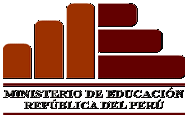 MINISTERIO DE EDUCACIÓN
REPÚBLICA DEL PERÚ